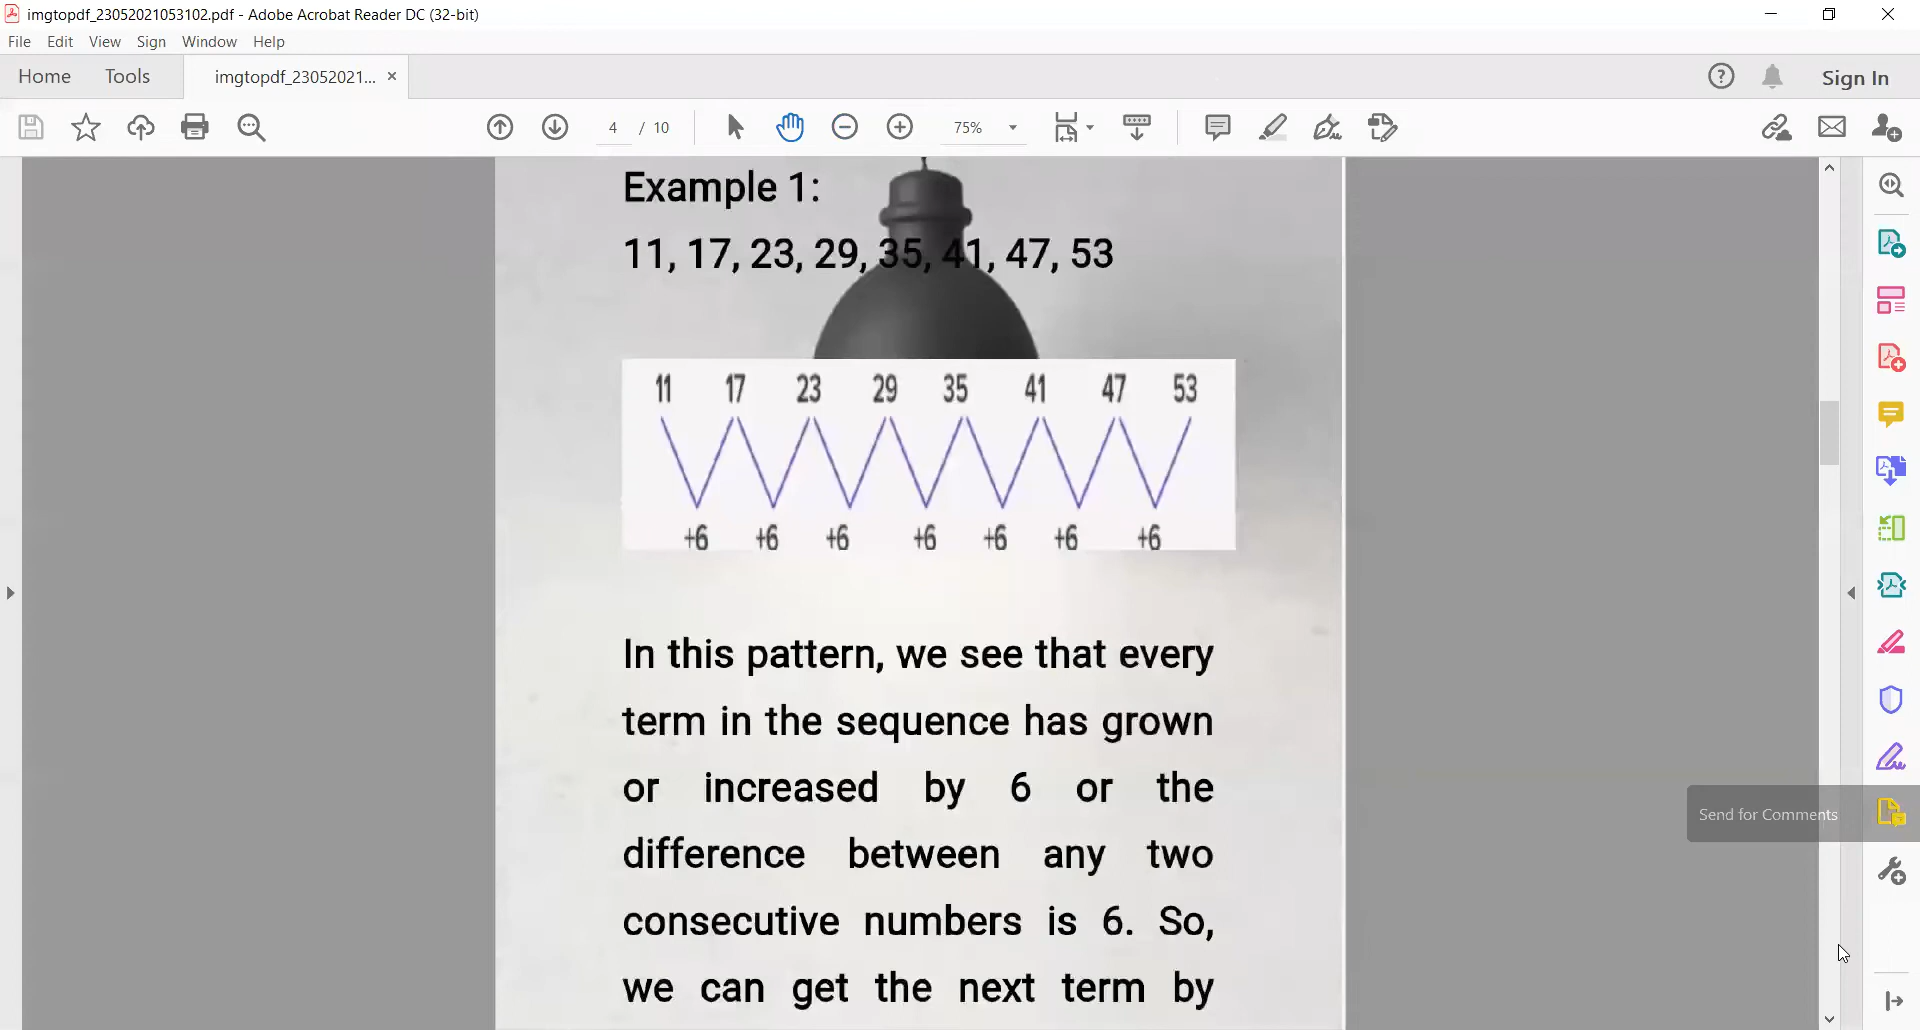 imgtopdf_23052021053102.pdf - Adobe Acrobat Reader DC (32-bit)
File Edit View Sign Window Help
Home Tools imgtopdf_23052021... × Sign In
4 / 10 75%
Example 1:
11, 17, 23, 29, 35, 41, 47, 53
11 17 23 29 35 41 47 53
+6 +6 +6 +6 +6 +6 +6
In this pattern, we see that every
term in the sequence has grown
or increased by 6 or the
difference between any two
consecutive numbers is 6. So,
we can get the next term by
Send for Comments